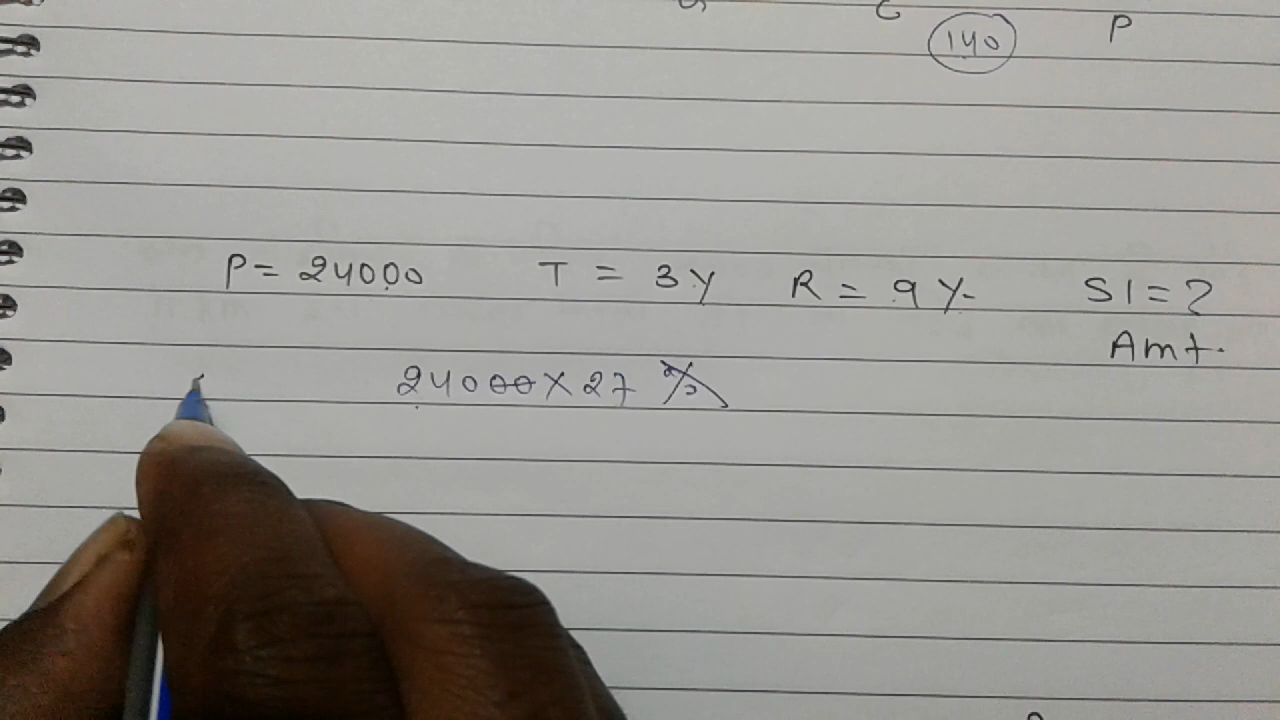 140 P
P = 24000 T = 3 y R = 9 % SI = ?
Amt.
24000 x 27 %